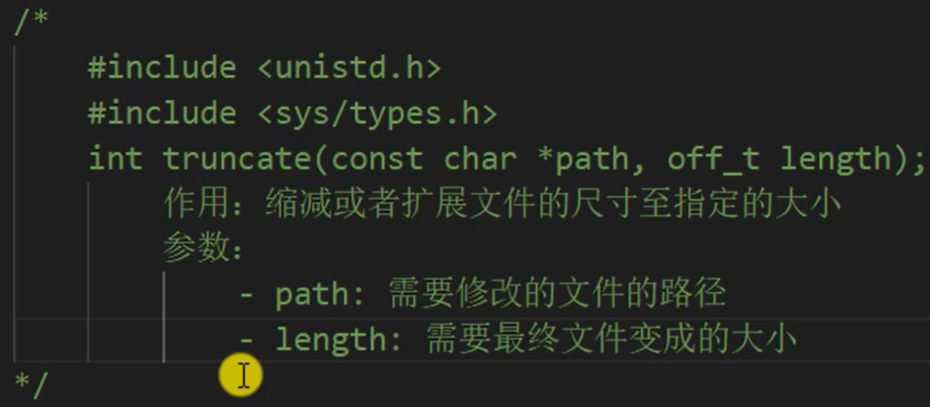 /*
#include <unistd.h>
#include <sys/types.h>
int truncate(const char *path, off_t length);
作用：缩减或者扩展文件的尺寸至指定的大小
参数：
- path: 需要修改的文件的路径
- length: 需要最终文件变成的大小
*/